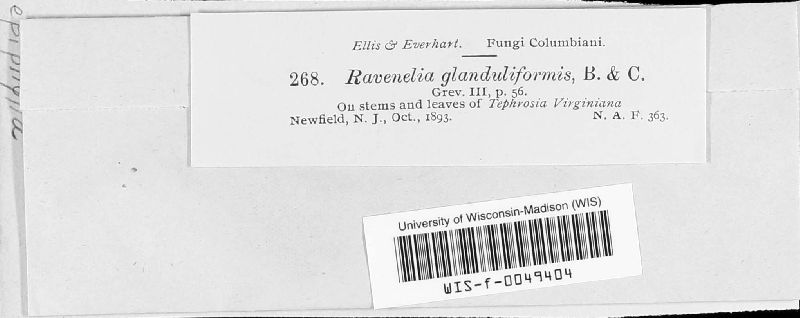 Ellis & Everhart. Fungi Columbiani.
268. Ravenelia glanduliformis, B. & C.
Grev. III, p. 56.
On stems and leaves of Tephrosia Virginiana
Newfield, N. J., Oct., 1893. N. A. F. 363.
University of Wisconsin-Madison (WIS)
WIS-f-0049404
epiphylla